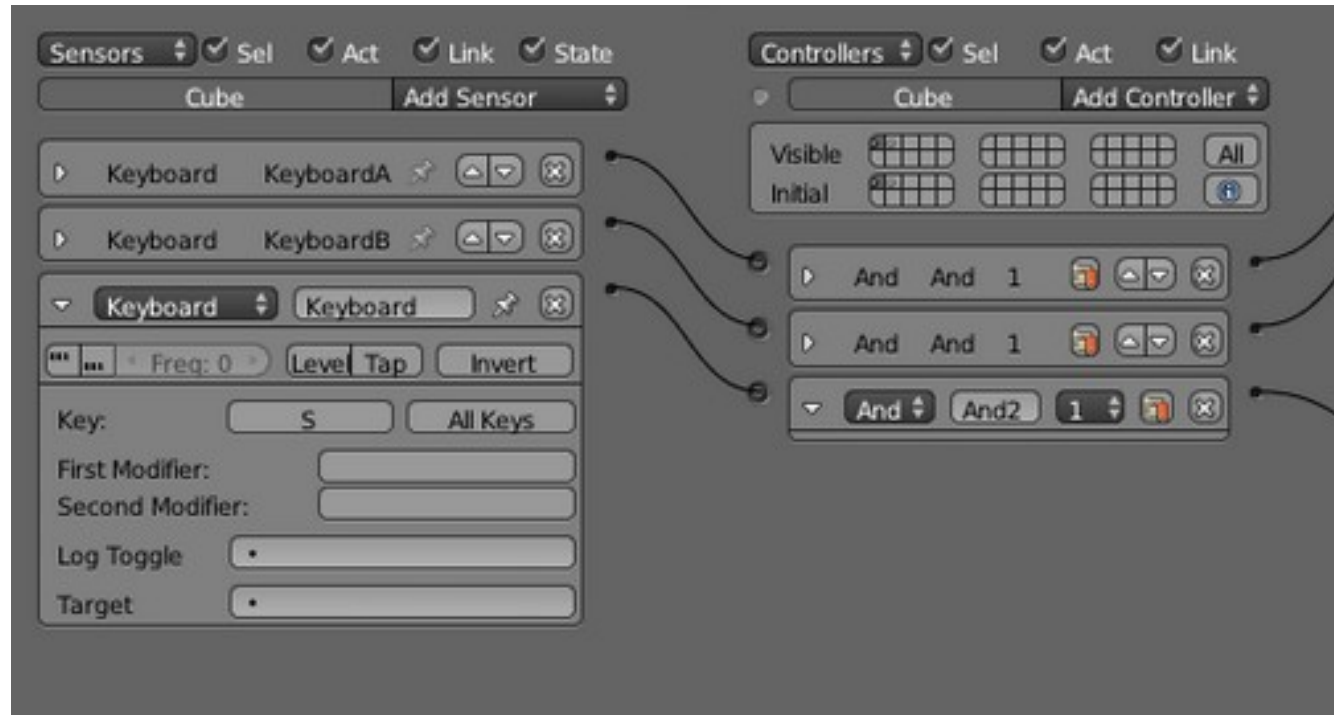 Sensors Sel Act Link State
Cube Add Sensor
Keyboard KeyboardA
Keyboard KeyboardB
Keyboard Keyboard
Freq: 0 Level Tap Invert
Key: S All Keys
First Modifier:
Second Modifier:
Log Toggle
Target
Controllers Sel Act Link
Cube Add Controller
Visible All
Initial
And And 1
And And 1
And And2 1